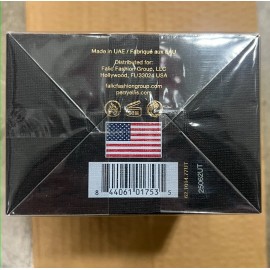 Made in UAE / Fabriqué aux EAU
Distributed for:
Falic Fashion Group, LLC
Hollywood, FL/33024 USA
falicfashiongroup.com
perryellis.com
8 44061 01753 5
25062UT